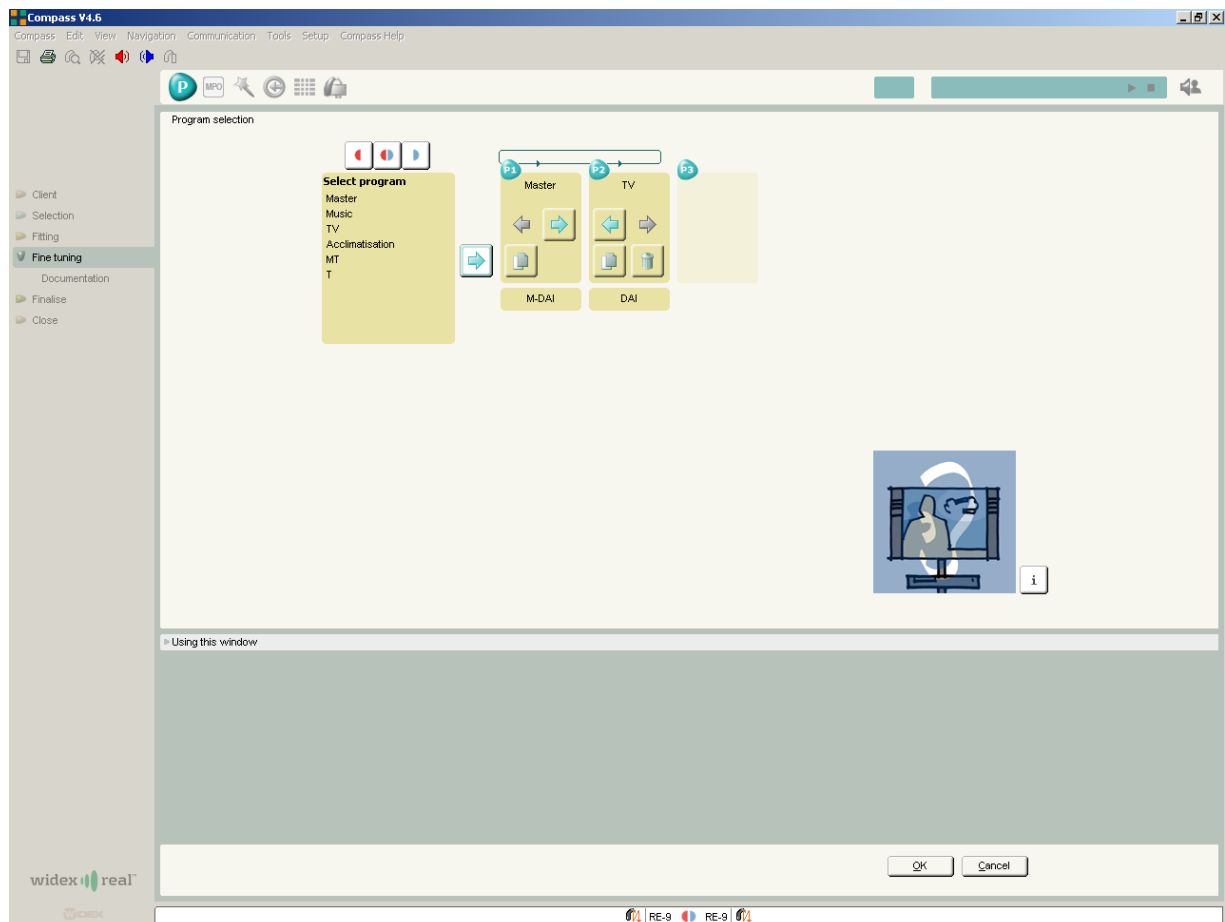 Compass V4.6
Compass Edit View Navigation Communication Tools Setup Compass Help
P MPO
Program selection
Client
Selection
Fitting
Fine tuning
Documentation
Finalise
Close
Select program
Master
Music
TV
Acclimatisation
MT
T
P1 P2 P3
Master TV
M-DAI DAI
i
Using this window
OK Cancel
widex real™
WIDEX
RE-9 RE-9